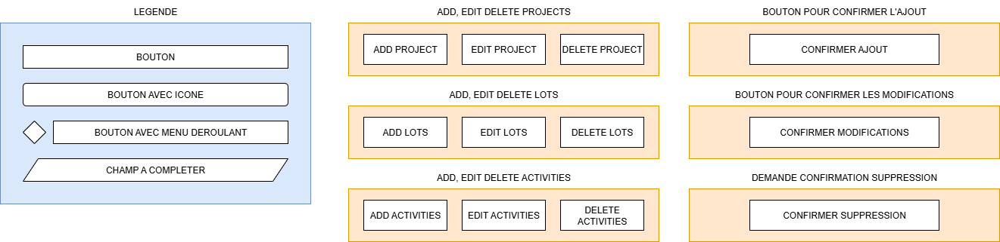 LEGENDE
BOUTON
BOUTON AVEC ICONE
BOUTON AVEC MENU DEROULANT
CHAMP A COMPLETER
ADD, EDIT DELETE PROJECTS
ADD PROJECT
EDIT PROJECT
DELETE PROJECT
ADD, EDIT DELETE LOTS
ADD LOTS
EDIT LOTS
DELETE LOTS
ADD, EDIT DELETE ACTIVITIES
ADD ACTIVITIES
EDIT ACTIVITIES
DELETE
ACTIVITIES
BOUTON POUR CONFIRMER L'AJOUT
CONFIRMER AJOUT
BOUTON POUR CONFIRMER LES MODIFICATIONS
CONFIRMER MODIFICATIONS
DEMANDE CONFIRMATION SUPPRESSION
CONFIRMER SUPPRESSION